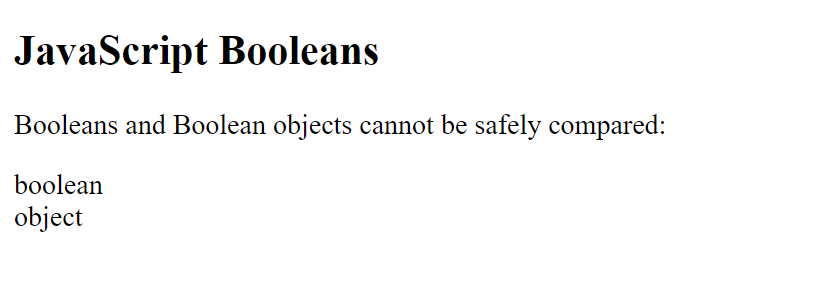 JavaScript Booleans
Booleans and Boolean objects cannot be safely compared:
boolean
object